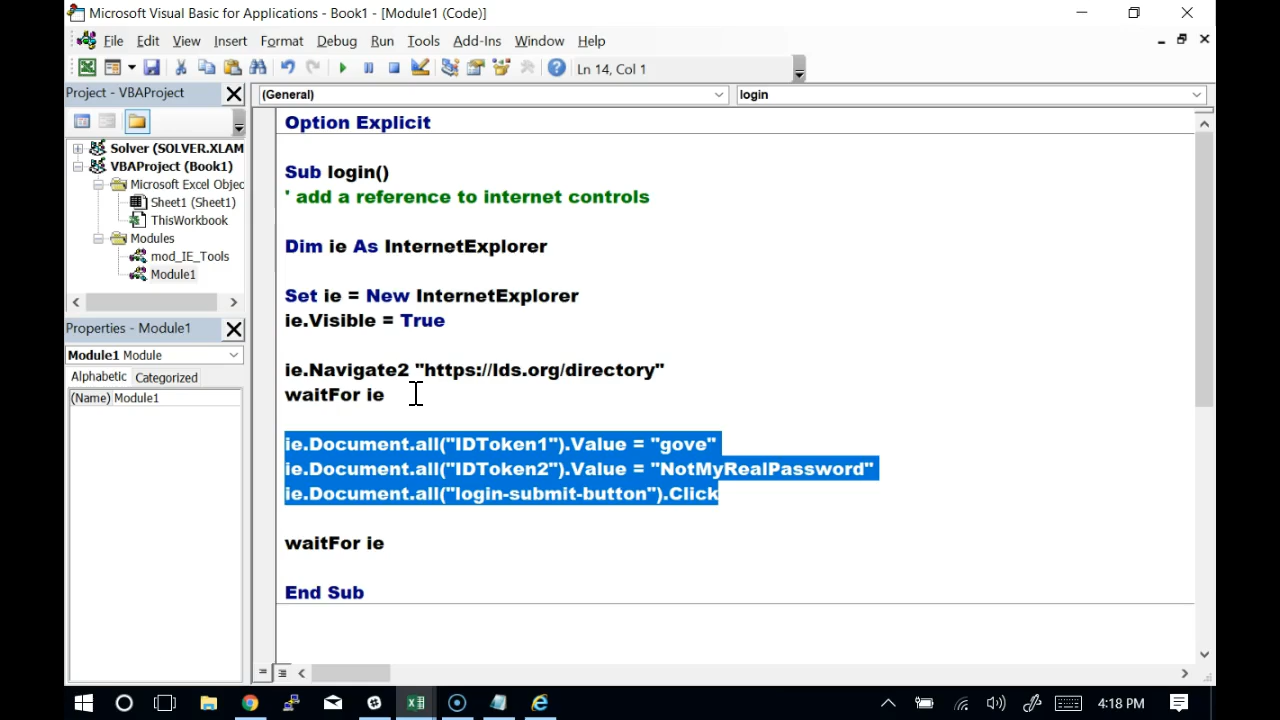 Microsoft Visual Basic for Applications - Book1 - [Module1 (Code)]
File Edit View Insert Format Debug Run Tools Add-Ins Window Help
Ln 14, Col 1
Project - VBAProject
(General)
login
Solver (SOLVER.XLAM
VBAProject (Book1)
Microsoft Excel Objec
Sheet1 (Sheet1)
ThisWorkbook
Modules
mod_IE_Tools
Module1
Properties - Module1
Module1 Module
Alphabetic Categorized
(Name) Module1
Option Explicit
Sub login()
' add a reference to internet controls
Dim ie As InternetExplorer
Set ie = New InternetExplorer
ie.Visible = True
ie.Navigate2 "https://lds.org/directory"
waitFor ie
ie.Document.all("IDToken1").Value = "gove"
ie.Document.all("IDToken2").Value = "NotMyRealPassword"
ie.Document.all("login-submit-button").Click
waitFor ie
End Sub
4:18 PM